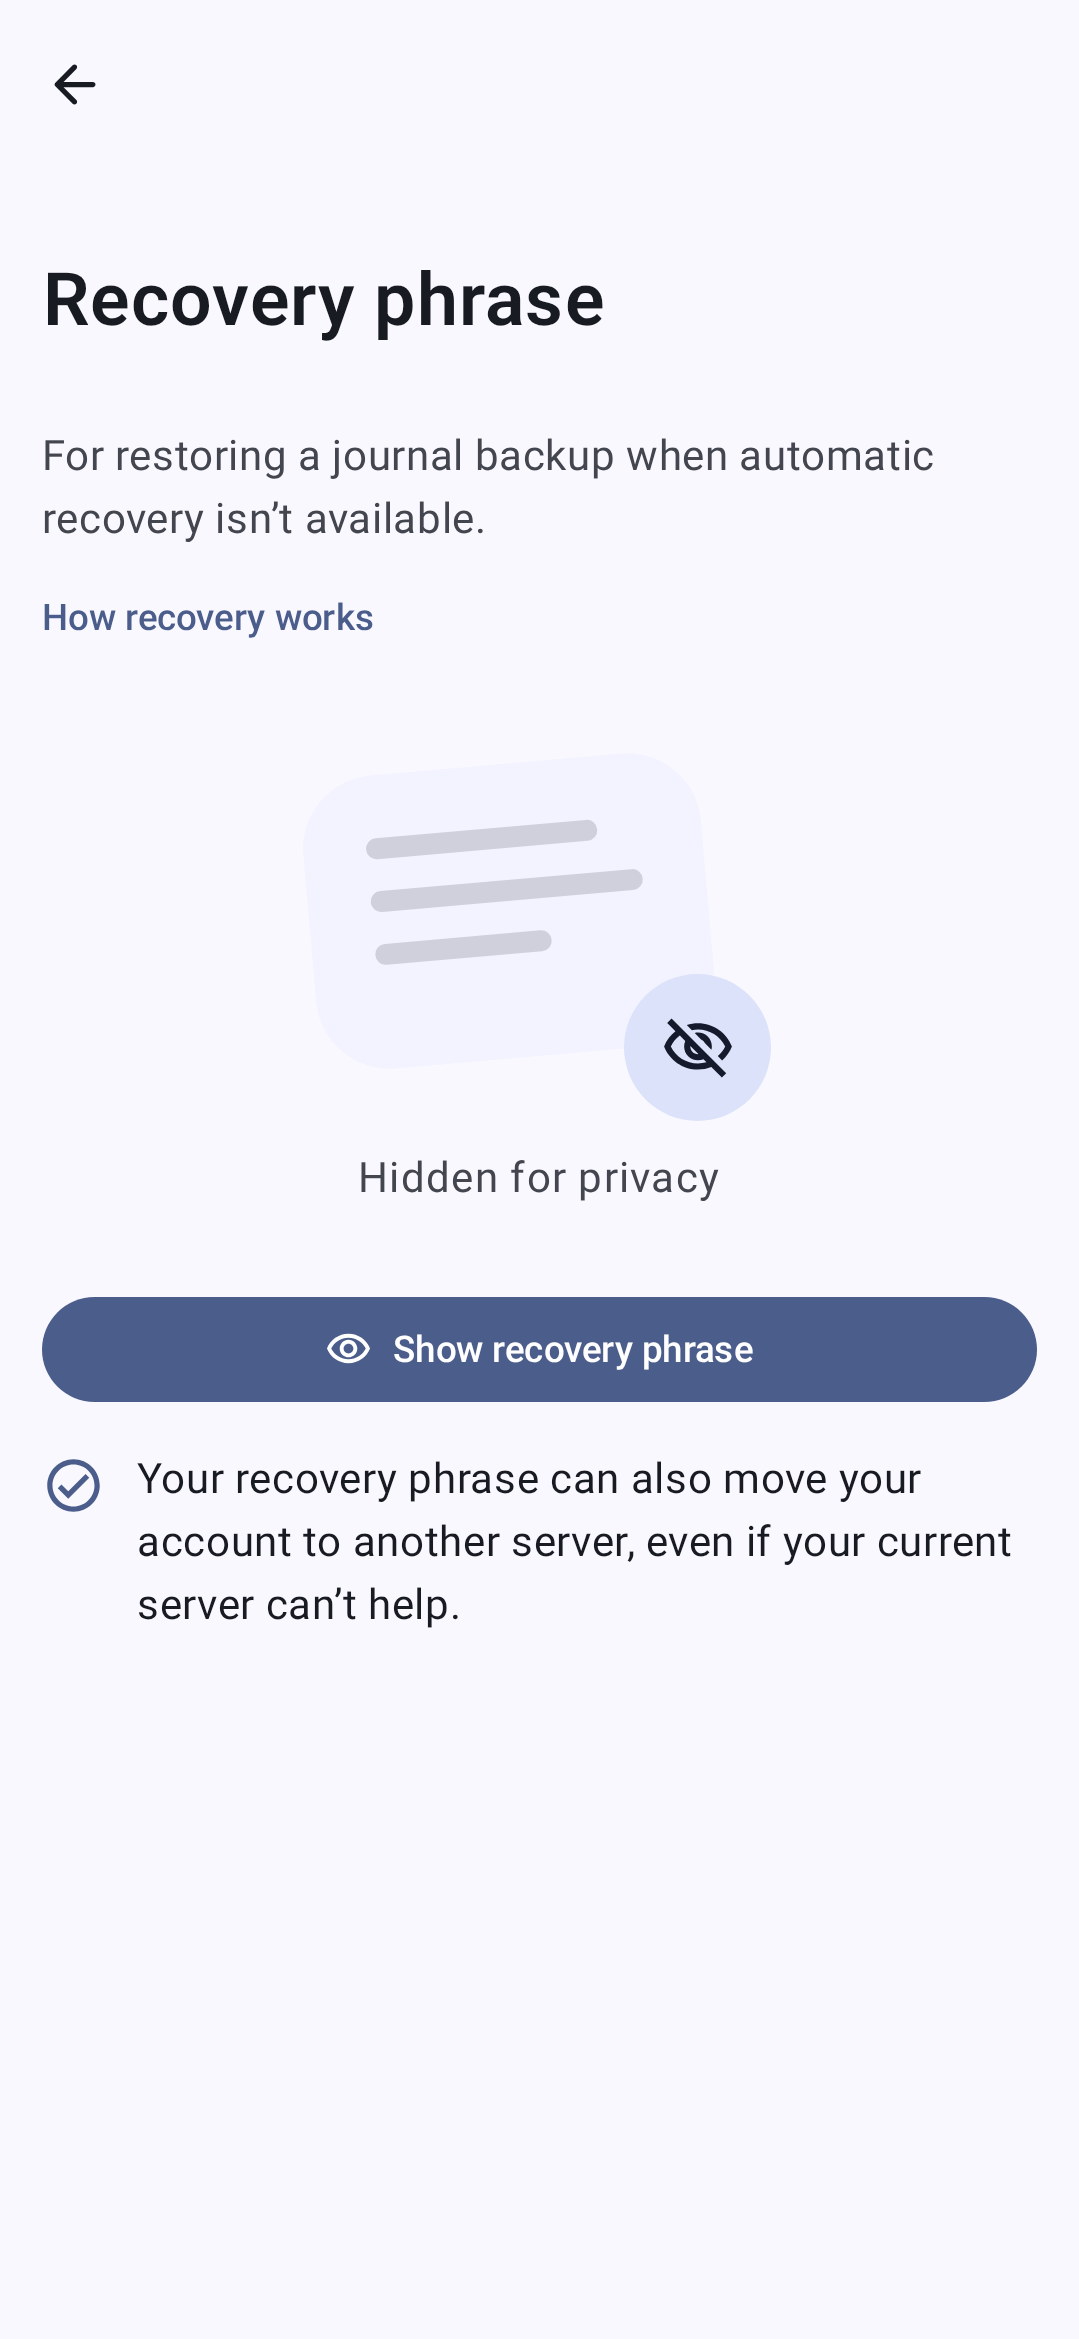 Recovery phrase
For restoring a journal backup when automatic
recovery isn’t available.
How recovery works
Hidden for privacy
Show recovery phrase
Your recovery phrase can also move your
account to another server, even if your current
server can’t help.